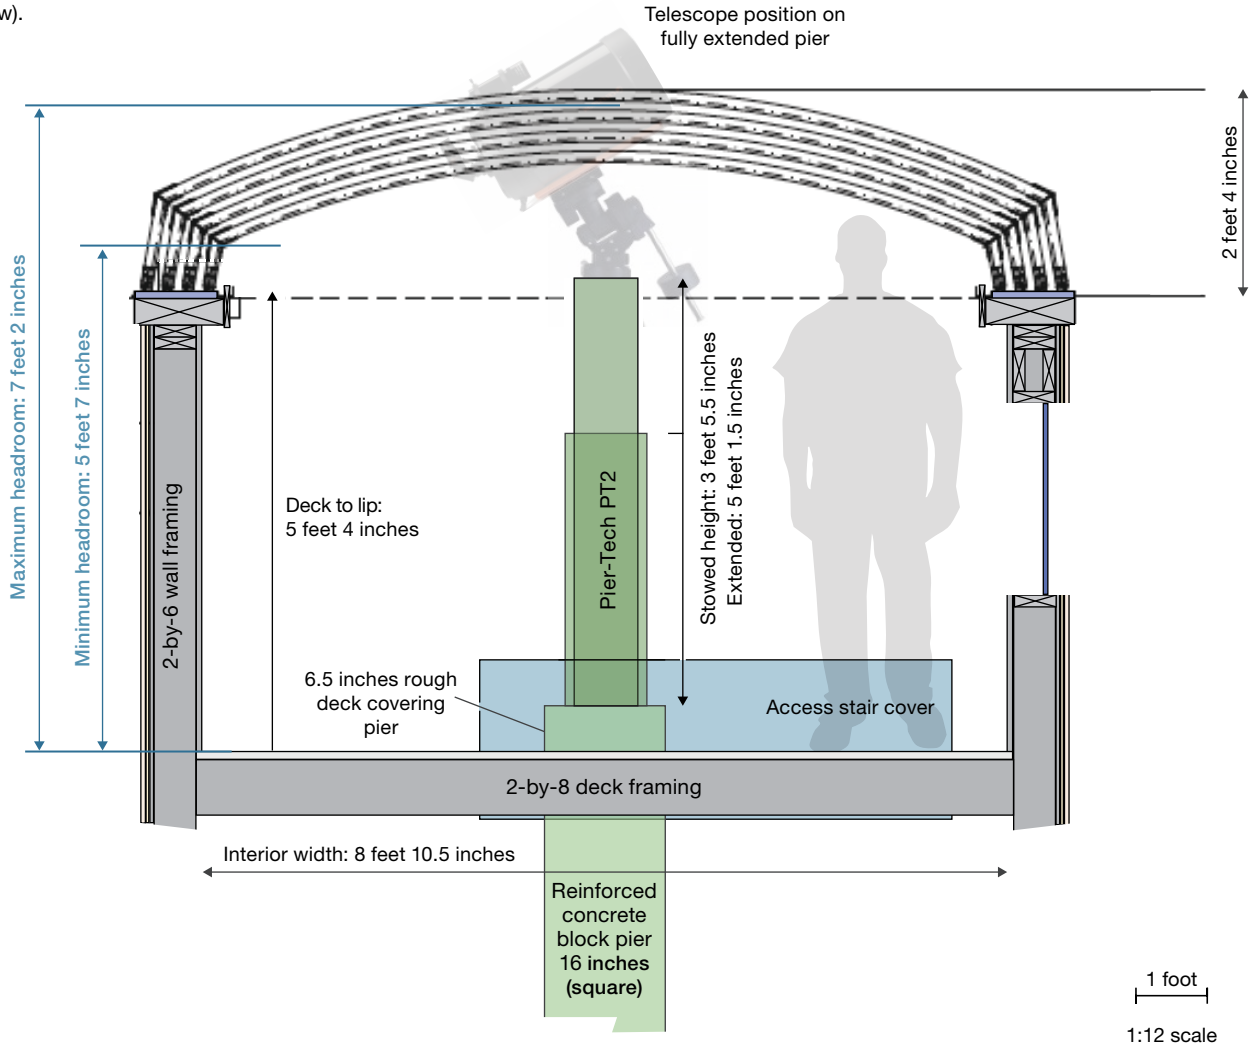 w).
Telescope position on
fully extended pier
2 feet 4 inches
Maximum headroom: 7 feet 2 inches
Minimum headroom: 5 feet 7 inches
2-by-6 wall framing
Deck to lip:
5 feet 4 inches
Pier-Tech PT2
Stowed height: 3 feet 5.5 inches
Extended: 5 feet 1.5 inches
6.5 inches rough
deck covering
pier
Access stair cover
2-by-8 deck framing
Interior width: 8 feet 10.5 inches
Reinforced
concrete
block pier
16 inches
(square)
1 foot
1:12 scale